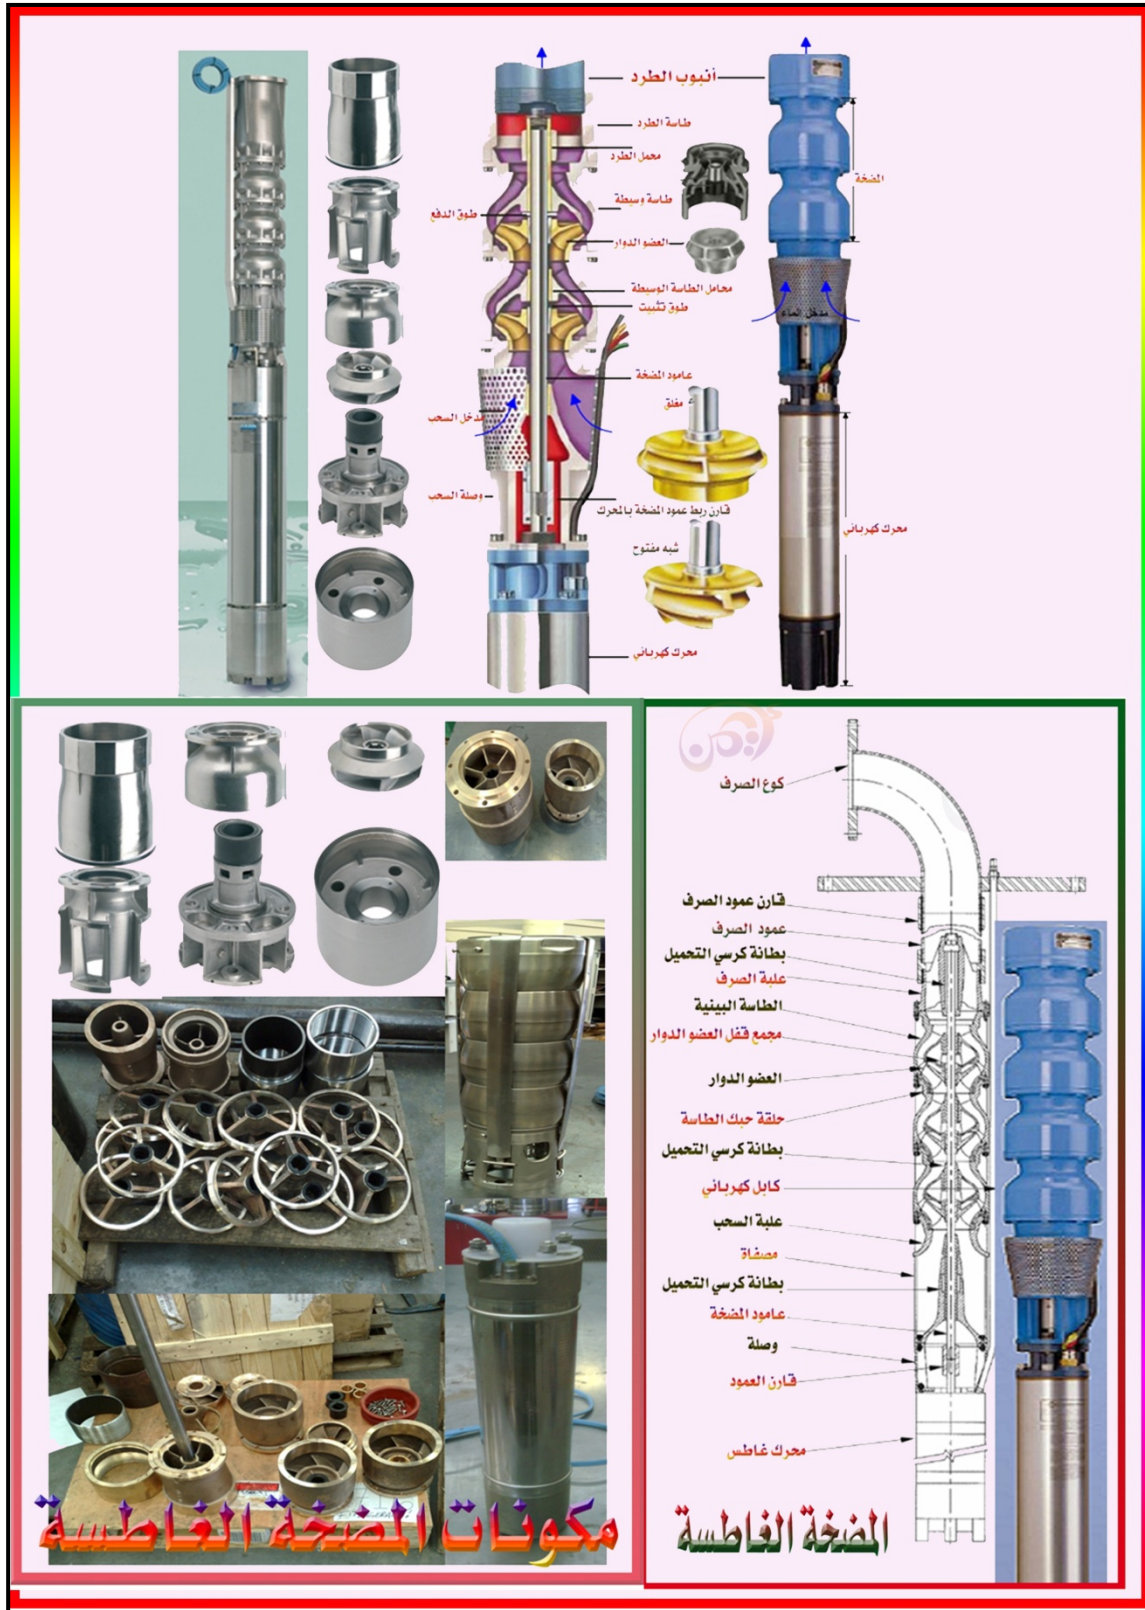 أنبوب الطرد
طاسة الطرد
محمل الطرد
طاسة وسيطة
طوق الدفع
العضو الدوار
المضخة
محامل الطاسة الوسيطة
طوق تثبيت
مدخل الماء
عامود المضخة
مغلق
مدخل السحب
وصلة السحب
قارن ربط عمود المضخة بالمحرك
محرك كهربائي
شبه مفتوح
محرك كهربائي
كوع الصرف
قارن عمود الصرف
عمود الصرف
بطانة كرسي التحميل
علبة الصرف
الطاسة البينية
مجمع قفل العضو الدوار
العضو الدوار
حلقة حبك الطاسة
بطانة كرسي التحميل
كابل كهربائي
علبة السحب
مصفاة
بطانة كرسي التحميل
عامود المضخة
وصلة
قارن العمود
محرك غاطس
المضخة الغاطسة
مكونات المضخة الغاطسة